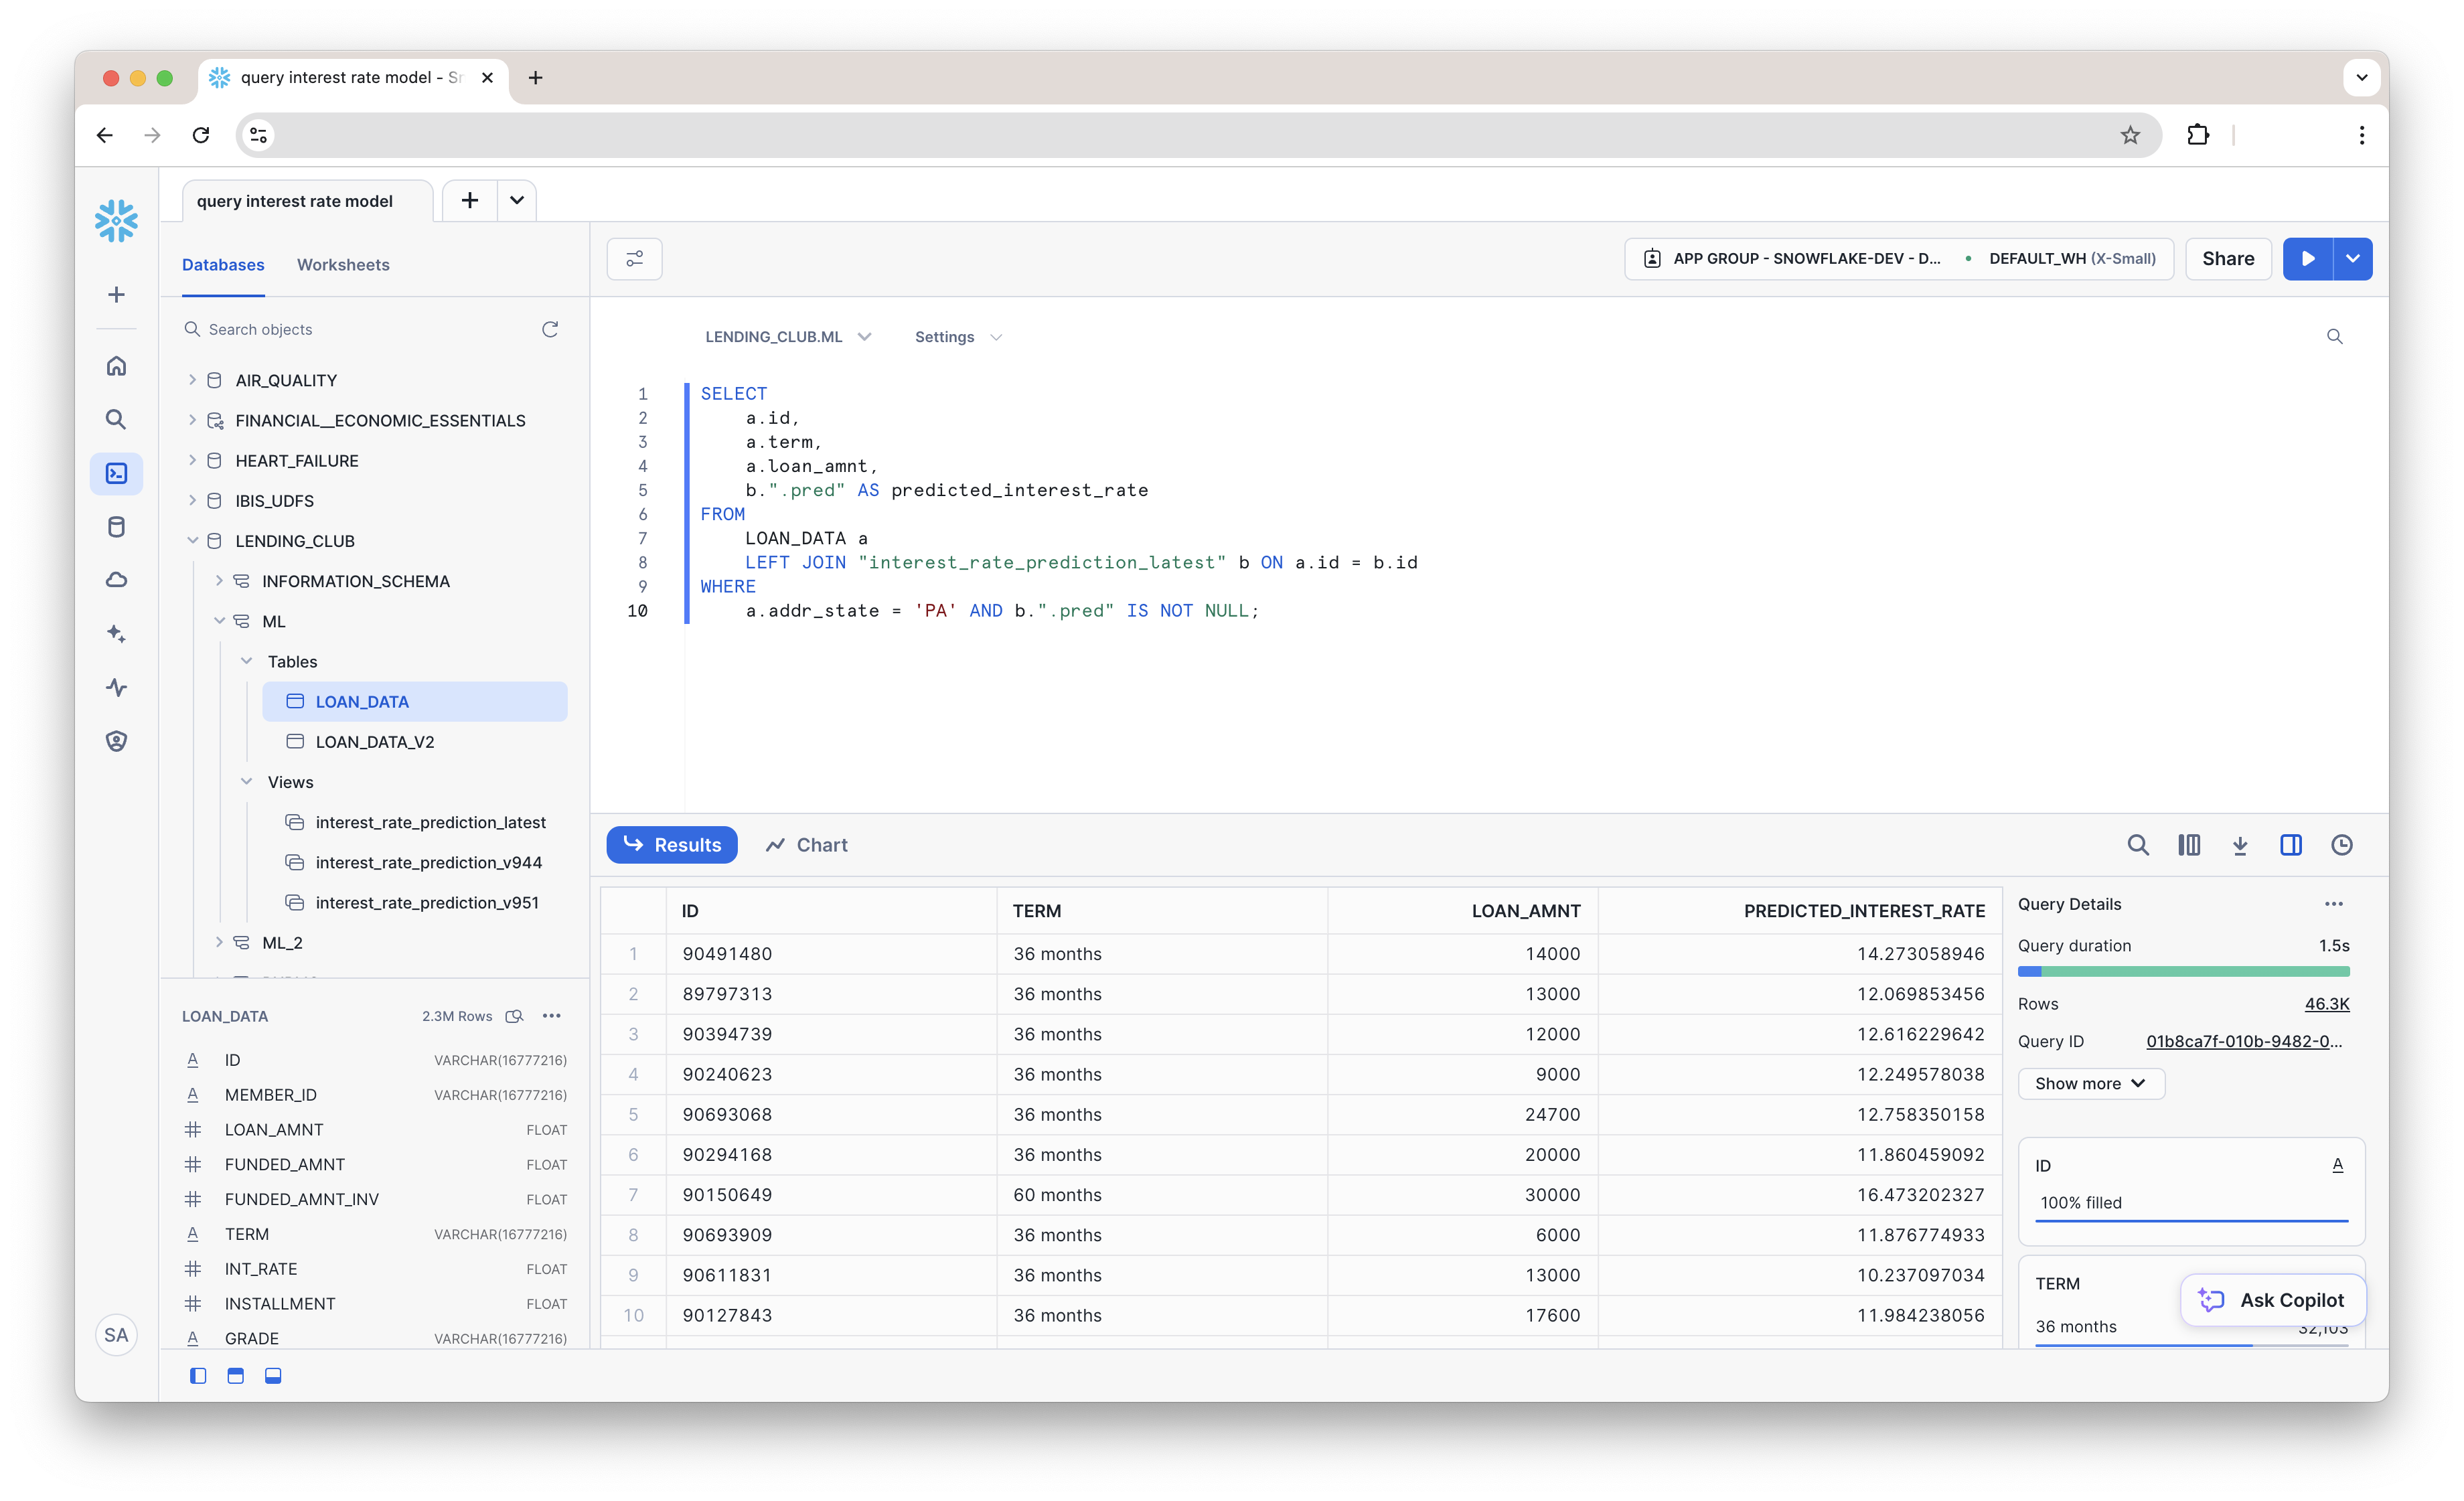 query interest rate model - Sn
query interest rate model
Databases
Worksheets
APP GROUP - SNOWFLAKE-DEV - D...
DEFAULT_WH (X-Small)
Share
Search objects
AIR_QUALITY
FINANCIAL__ECONOMIC_ESSENTIALS
HEART_FAILURE
IBIS_UDFS
LENDING_CLUB
INFORMATION_SCHEMA
ML
Tables
LOAN_DATA
LOAN_DATA_V2
Views
interest_rate_prediction_latest
interest_rate_prediction_v944
interest_rate_prediction_v951
ML_2
LOAN_DATA 2.3M Rows
A ID VARCHAR(16777216)
A MEMBER_ID VARCHAR(16777216)
# LOAN_AMNT FLOAT
# FUNDED_AMNT FLOAT
# FUNDED_AMNT_INV FLOAT
A TERM VARCHAR(16777216)
# INT_RATE FLOAT
# INSTALLMENT FLOAT
A GRADE VARCHAR(16777216)
SA
LENDING_CLUB.ML
Settings
1 SELECT
2 a.id,
3 a.term,
4 a.loan_amnt,
5 b.".pred" AS predicted_interest_rate
6 FROM
7 LOAN_DATA a
8 LEFT JOIN "interest_rate_prediction_latest" b ON a.id = b.id
9 WHERE
10 a.addr_state = 'PA' AND b.".pred" IS NOT NULL;
Results
Chart
ID TERM LOAN_AMNT PREDICTED_INTEREST_RATE
1 90491480 36 months 14000 14.273058946
2 89797313 36 months 13000 12.069853456
3 90394739 36 months 12000 12.616229642
4 90240623 36 months 9000 12.249578038
5 90693068 36 months 24700 12.758350158
6 90294168 36 months 20000 11.860459092
7 90150649 60 months 30000 16.473202327
8 90693909 36 months 6000 11.876774933
9 90611831 36 months 13000 10.237097034
10 90127843 36 months 17600 11.984238056
Query Details
Query duration 1.5s
Rows 46.3K
Query ID 01b8ca7f-010b-9482-0...
Show more
ID A
100% filled
TERM
Ask Copilot
36 months 32,103